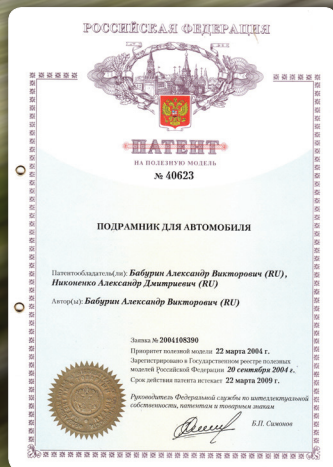 РОССИЙСКАЯ ФЕДЕРАЦИЯ
ПАТЕНТ
НА ПОЛЕЗНУЮ МОДЕЛЬ
№ 40623
ПОДРАМНИК ДЛЯ АВТОМОБИЛЯ
Патентообладатель(ли): Бабурин Александр Викторович (RU),
Никоненко Александр Дмитриевич (RU)
Автор(ы): Бабурин Александр Викторович (RU)
Заявка № 2004108390
Приоритет полезной модели 22 марта 2004 г.
Зарегистрировано в Государственном реестре полезных
моделей Российской Федерации 20 сентября 2004 г.
Срок действия патента истекает 22 марта 2009 г.
Руководитель Федеральной службы по интеллектуальной
собственности, патентам и товарным знакам
Б.П. Симонов